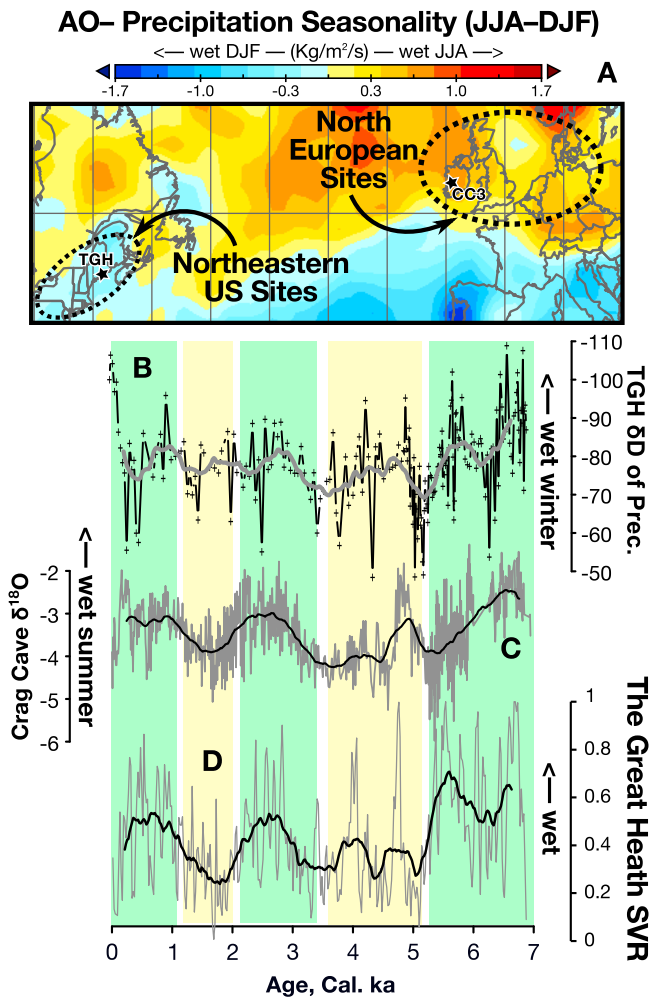 AO– Precipitation Seasonality (JJA–DJF)
<— wet DJF — (Kg/m²/s) — wet JJA —>
A
-1.7 -1.0 -0.3 0.3 1.0 1.7
North
European
Sites
CC3
TGH
Northeastern
US Sites
B
-110
-100
-90
-80
-70
-60
-50
<— wet winter
TGH δD of Prec.
-2
-3
-4
-5
-6
Crag Cave δ¹⁸O
<— wet summer
C
D
1
0.8
0.6
0.4
0.2
0
<— wet
The Great Heath SVR
0 1 2 3 4 5 6 7
Age, Cal. ka